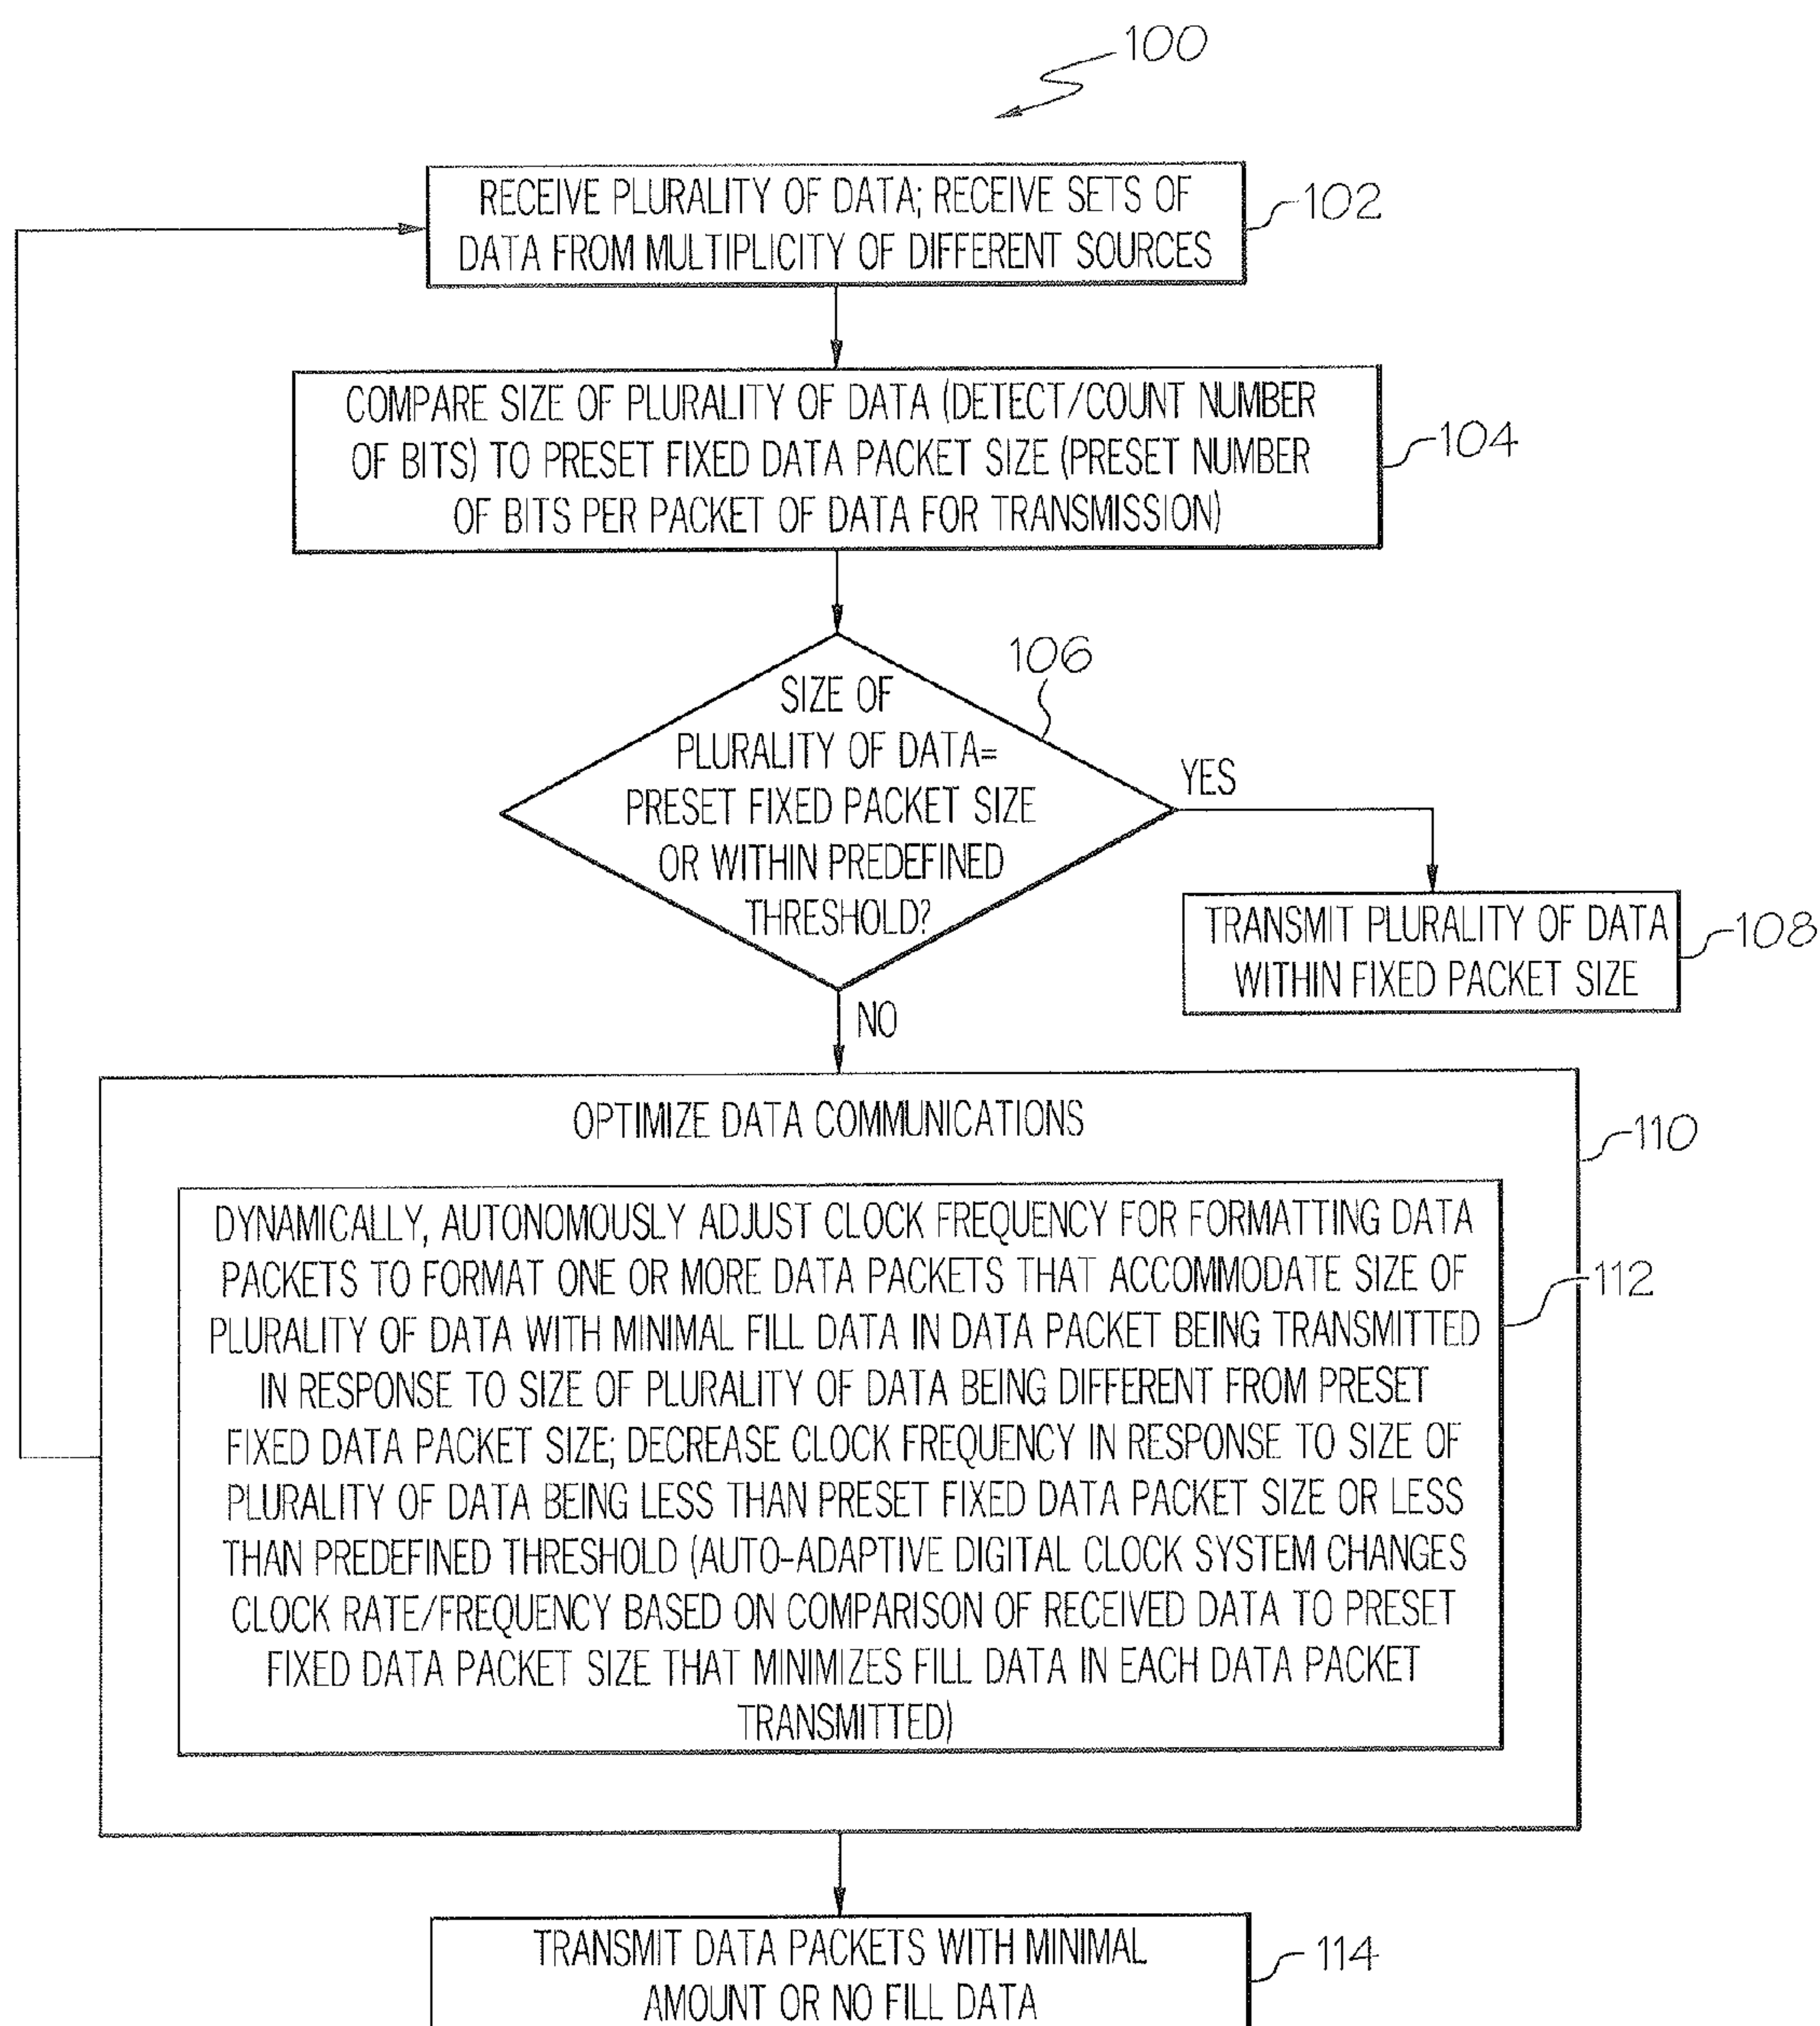 100
RECEIVE PLURALITY OF DATA; RECEIVE SETS OF
DATA FROM MULTIPLICITY OF DIFFERENT SOURCES
102
COMPARE SIZE OF PLURALITY OF DATA (DETECT/COUNT NUMBER
OF BITS) TO PRESET FIXED DATA PACKET SIZE (PRESET NUMBER
OF BITS PER PACKET OF DATA FOR TRANSMISSION)
104
106
SIZE OF
PLURALITY OF DATA=
PRESET FIXED PACKET SIZE
OR WITHIN PREDEFINED
THRESHOLD?
YES
TRANSMIT PLURALITY OF DATA
WITHIN FIXED PACKET SIZE
108
NO
OPTIMIZE DATA COMMUNICATIONS
110
DYNAMICALLY, AUTONOMOUSLY ADJUST CLOCK FREQUENCY FOR FORMATTING DATA
PACKETS TO FORMAT ONE OR MORE DATA PACKETS THAT ACCOMMODATE SIZE OF
PLURALITY OF DATA WITH MINIMAL FILL DATA IN DATA PACKET BEING TRANSMITTED
IN RESPONSE TO SIZE OF PLURALITY OF DATA BEING DIFFERENT FROM PRESET
FIXED DATA PACKET SIZE; DECREASE CLOCK FREQUENCY IN RESPONSE TO SIZE OF
PLURALITY OF DATA BEING LESS THAN PRESET FIXED DATA PACKET SIZE OR LESS
THAN PREDEFINED THRESHOLD (AUTO-ADAPTIVE DIGITAL CLOCK SYSTEM CHANGES
CLOCK RATE/FREQUENCY BASED ON COMPARISON OF RECEIVED DATA TO PRESET
FIXED DATA PACKET SIZE THAT MINIMIZES FILL DATA IN EACH DATA PACKET
TRANSMITTED)
112
TRANSMIT DATA PACKETS WITH MINIMAL
AMOUNT OR NO FILL DATA
114